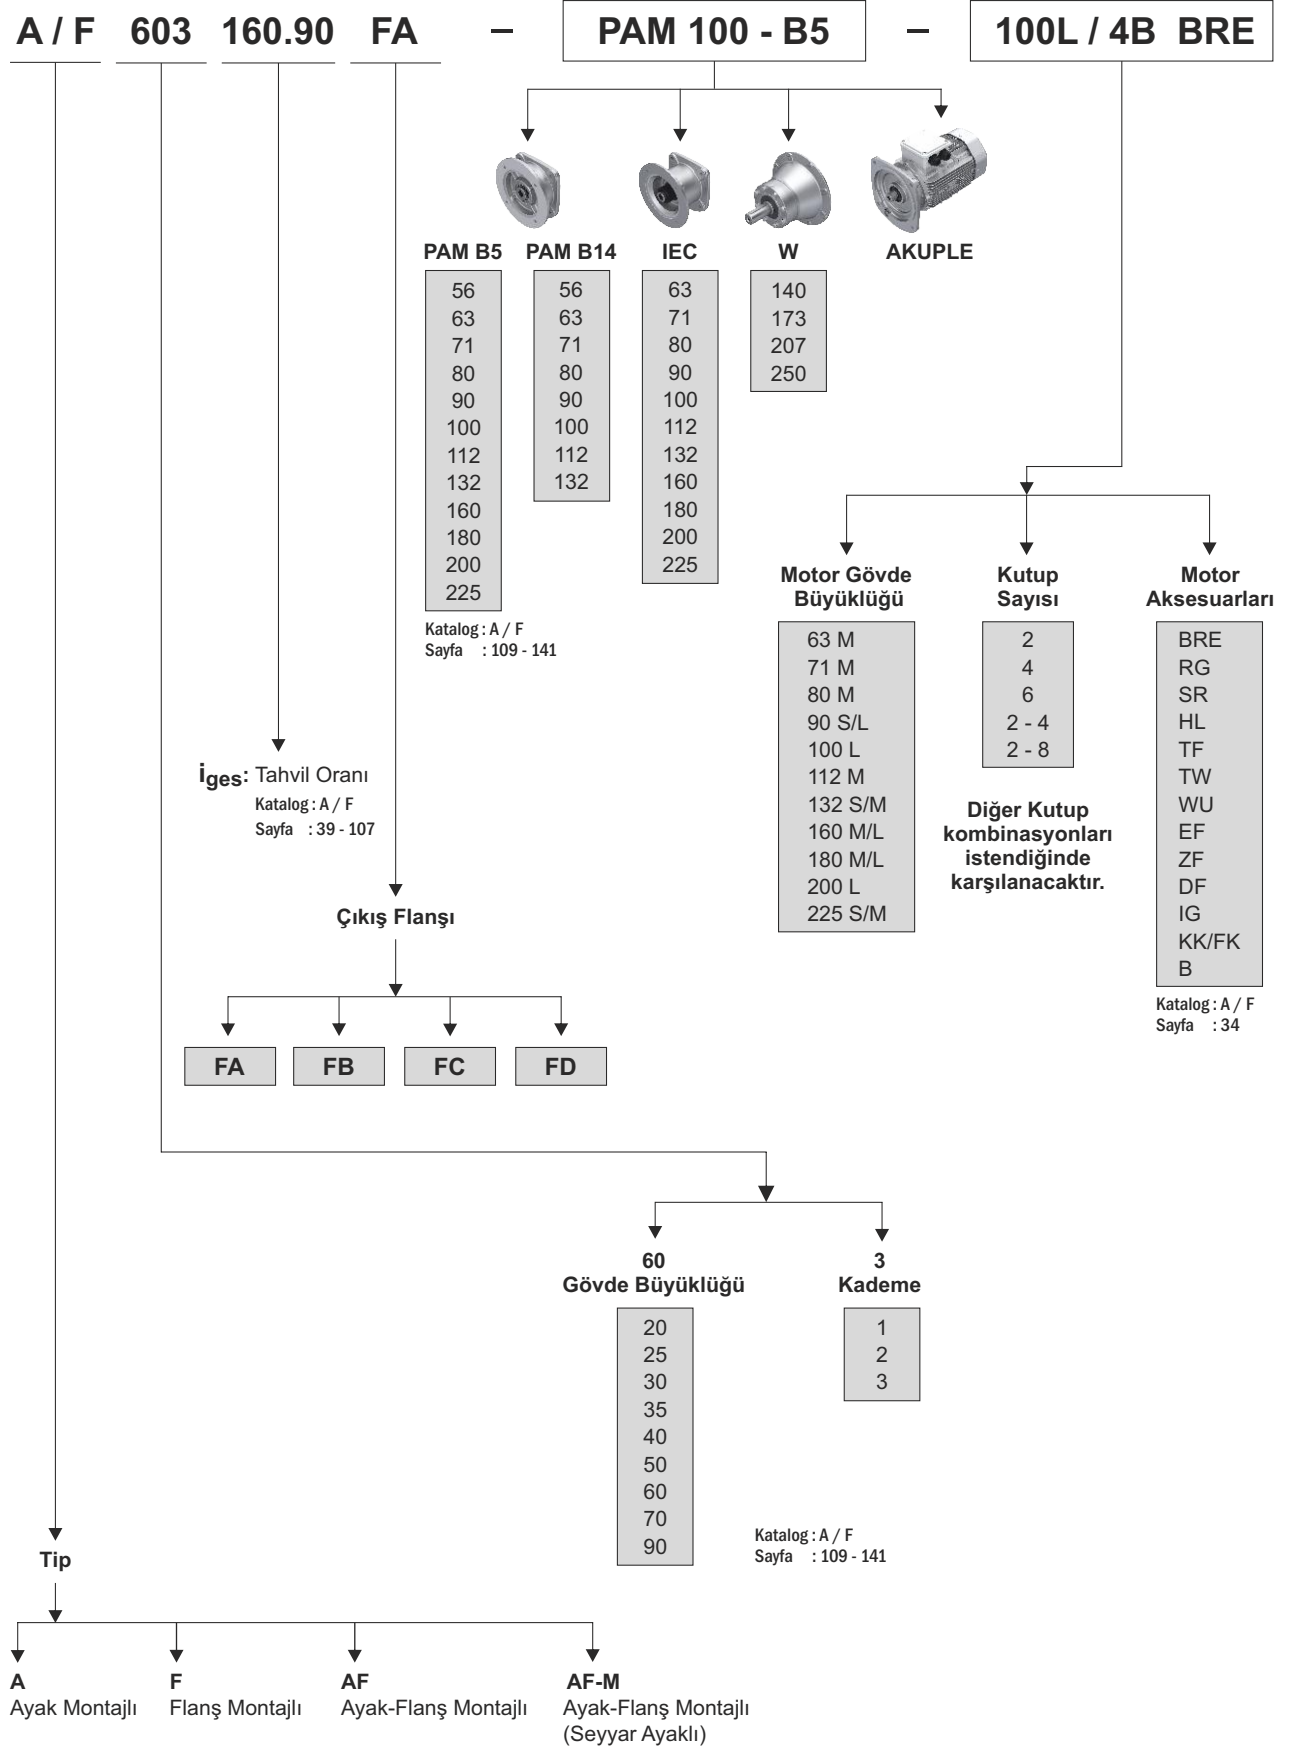 A / F 603 160.90 FA – PAM 100 - B5 – 100L / 4B BRE
PAM B5 PAM B14 IEC W AKUPLE
56 56 63 140
63 63 71 173
71 71 80 207
80 80 90 250
90 90 100
100 100 112
112 112 132
132 132 160
160 180
180 200
200 225
225
Katalog : A / F
Sayfa : 109 - 141
Motor Gövde
Büyüklüğü
63 M
71 M
80 M
90 S/L
100 L
112 M
132 S/M
160 M/L
180 M/L
200 L
225 S/M
Kutup
Sayısı
2
4
6
2 - 4
2 - 8
Diğer Kutup
kombinasyonları
istendiğinde
karşılanacaktır.
Motor
Aksesuarları
BRE
RG
SR
HL
TF
TW
WU
EF
ZF
DF
IG
KK/FK
B
Katalog : A / F
Sayfa : 34
İges: Tahvil Oranı
Katalog : A / F
Sayfa : 39 - 107
Çıkış Flanşı
FA FB FC FD
60
Gövde Büyüklüğü
20
25
30
35
40
50
60
70
90
3
Kademe
1
2
3
Katalog : A / F
Sayfa : 109 - 141
Tip
A
Ayak Montajlı
F
Flanş Montajlı
AF
Ayak-Flanş Montajlı
AF-M
Ayak-Flanş Montajlı
(Seyyar Ayaklı)